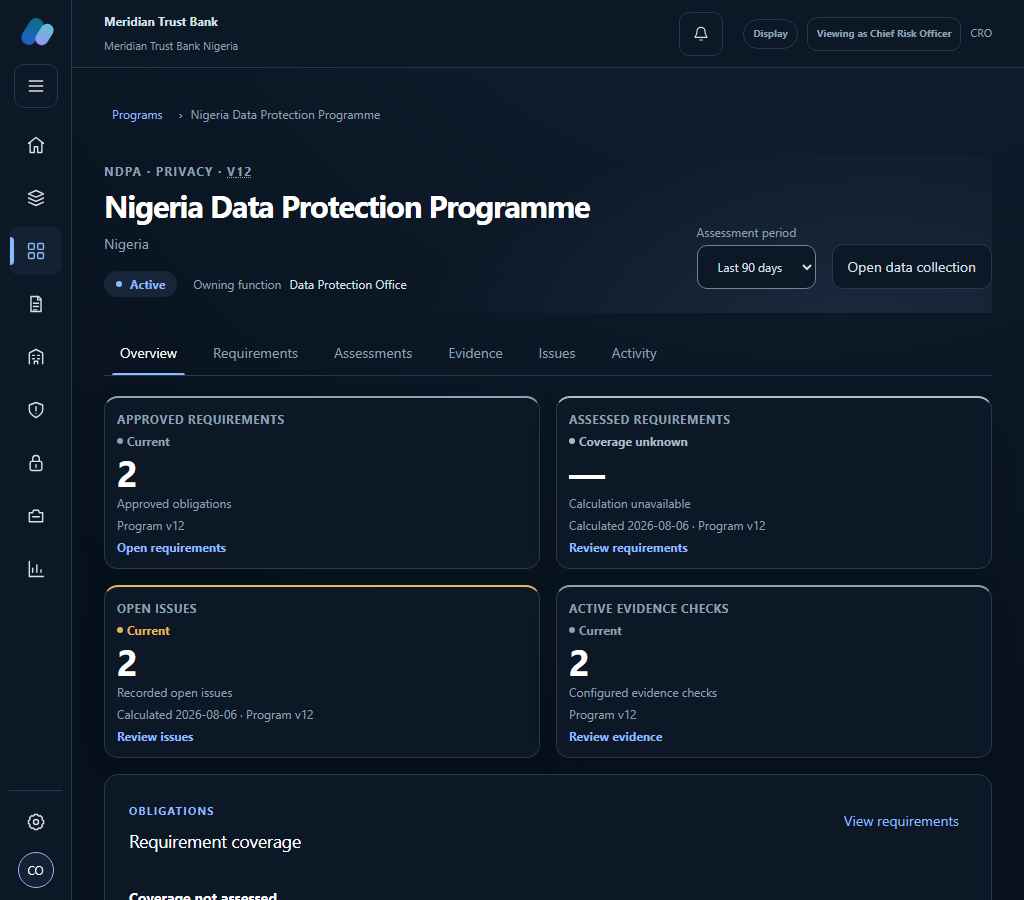 Meridian Trust Bank
Meridian Trust Bank Nigeria
Display
Viewing as Chief Risk Officer
CRO
Programs › Nigeria Data Protection Programme
NDPA · PRIVACY · V12
Nigeria Data Protection Programme
Nigeria
Active
Owning function Data Protection Office
Assessment period
Last 90 days
Open data collection
Overview
Requirements
Assessments
Evidence
Issues
Activity
APPROVED REQUIREMENTS
Current
2
Approved obligations
Program v12
Open requirements
ASSESSED REQUIREMENTS
Coverage unknown
—
Calculation unavailable
Calculated 2026-08-06 · Program v12
Review requirements
OPEN ISSUES
Current
2
Recorded open issues
Calculated 2026-08-06 · Program v12
Review issues
ACTIVE EVIDENCE CHECKS
Current
2
Configured evidence checks
Program v12
Review evidence
OBLIGATIONS
Requirement coverage
View requirements
Coverage not assessed
CO